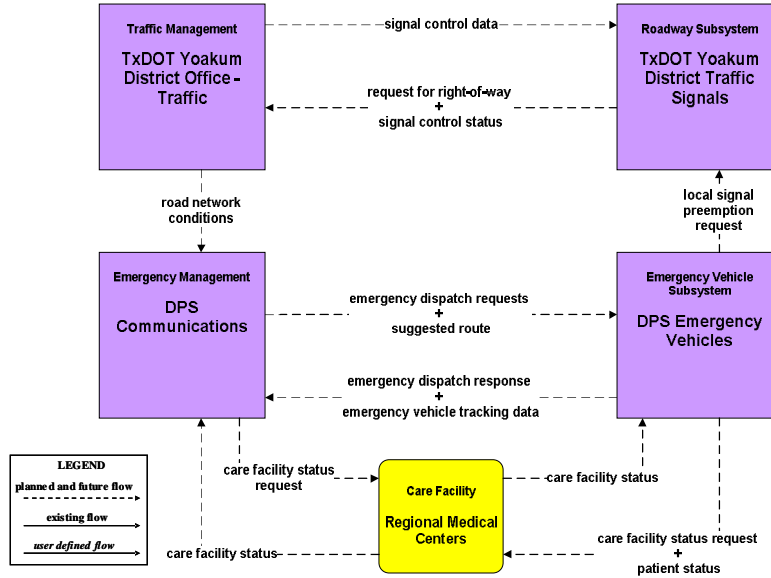 Traffic Management
TxDOT Yoakum
District Office -
Traffic
signal control data
Roadway Subsystem
TxDOT Yoakum
District Traffic
Signals
request for right-of-way
+
signal control status
road network
conditions
local signal
preemption
request
Emergency Management
DPS
Communications
emergency dispatch requests
+
suggested route
Emergency Vehicle
Subsystem
DPS Emergency
Vehicles
emergency dispatch response
+
emergency vehicle tracking data
LEGEND
planned and future flow
existing flow
user defined flow
care facility status
request
Care Facility
Regional Medical
Centers
care facility status
care facility status
care facility status request
+
patient status